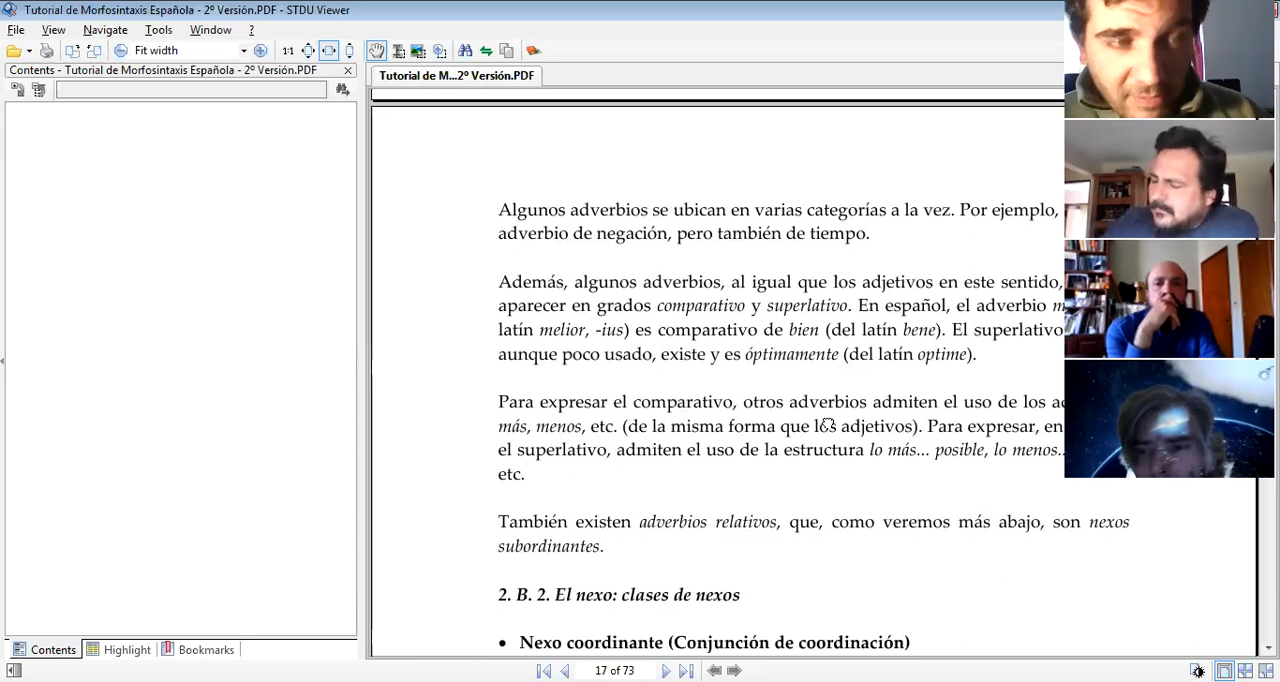 Tutorial de Morfosintaxis Española - 2º Versión.PDF - STDU Viewer
File View Navigate Tools Window ?
Fit width 1:1
Contents - Tutorial de Morfosintaxis Española - 2º Versión.PDF
Tutorial de M...2º Versión.PDF
Algunos adverbios se ubican en varias categorías a la vez. Por ejemplo,
adverbio de negación, pero también de tiempo.
Además, algunos adverbios, al igual que los adjetivos en este sentido,
aparecer en grados comparativo y superlativo. En español, el adverbio
latín melior, -ius) es comparativo de bien (del latín bene). El superlativo
aunque poco usado, existe y es óptimamente (del latín optime).
Para expresar el comparativo, otros adverbios admiten el uso de los
más, menos, etc. (de la misma forma que los adjetivos). Para expresar, en
el superlativo, admiten el uso de la estructura lo más... posible, lo menos..
etc.
También existen adverbios relativos, que, como veremos más abajo, son nexos
subordinantes.
2. B. 2. El nexo: clases de nexos
• Nexo coordinante (Conjunción de coordinación)
Contents Highlight Bookmarks
17 of 73